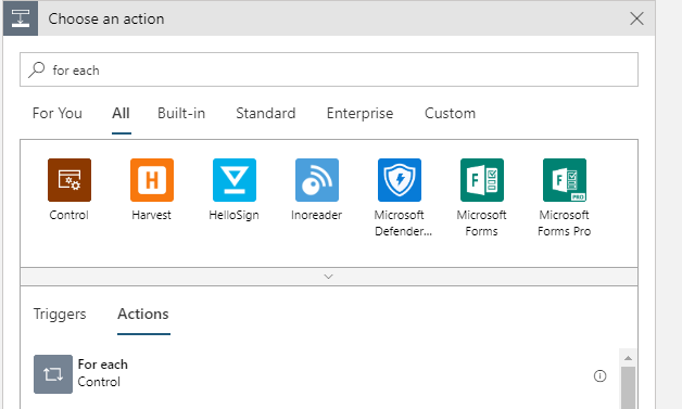 Choose an action
for each
For You All Built-in Standard Enterprise Custom
Control Harvest HelloSign Inoreader Microsoft Defender... Microsoft Forms Microsoft Forms Pro
Triggers Actions
For each
Control